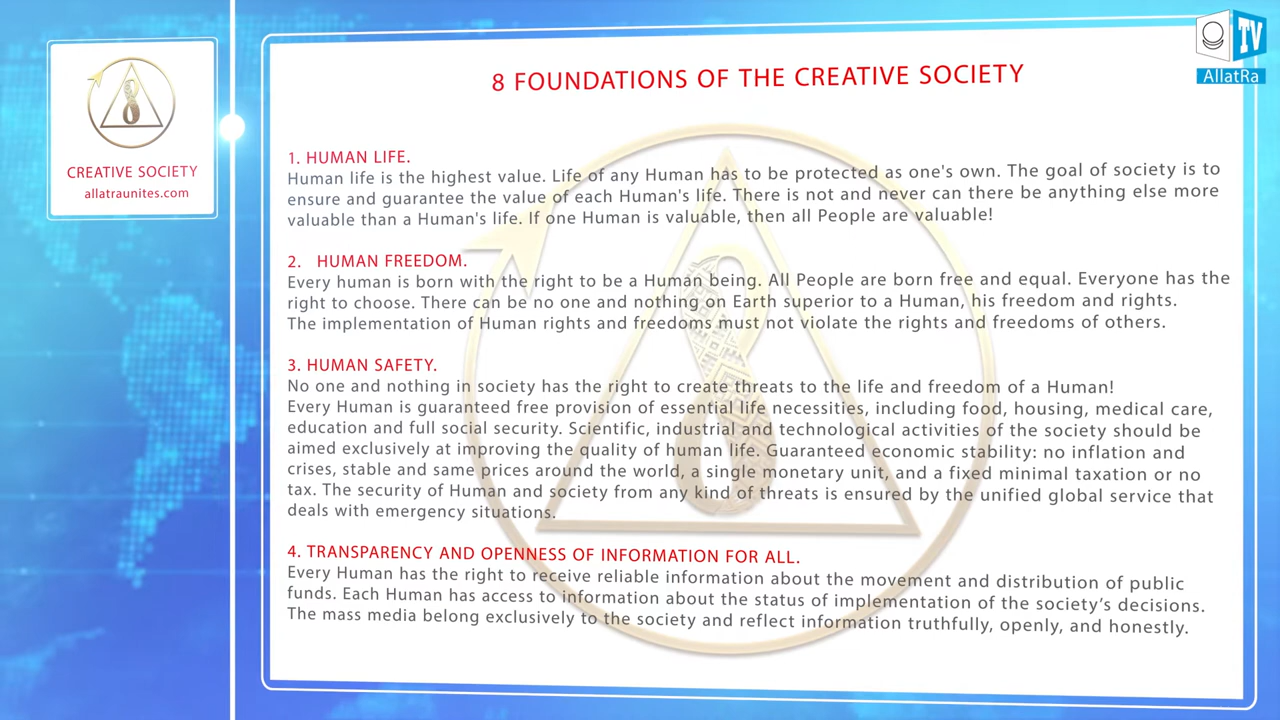 TV
AllatRa
CREATIVE SOCIETY
allatraunites.com
8 FOUNDATIONS OF THE CREATIVE SOCIETY
1. HUMAN LIFE.
Human life is the highest value. Life of any Human has to be protected as one's own. The goal of society is to
ensure and guarantee the value of each Human's life. There is not and never can there be anything else more
valuable than a Human's life. If one Human is valuable, then all People are valuable!
2. HUMAN FREEDOM.
Every human is born with the right to be a Human being. All People are born free and equal. Everyone has the
right to choose. There can be no one and nothing on Earth superior to a Human, his freedom and rights.
The implementation of Human rights and freedoms must not violate the rights and freedoms of others.
3. HUMAN SAFETY.
No one and nothing in society has the right to create threats to the life and freedom of a Human!
Every Human is guaranteed free provision of essential life necessities, including food, housing, medical care,
education and full social security. Scientific, industrial and technological activities of the society should be
aimed exclusively at improving the quality of human life. Guaranteed economic stability: no inflation and
crises, stable and same prices around the world, a single monetary unit, and a fixed minimal taxation or no
tax. The security of Human and society from any kind of threats is ensured by the unified global service that
deals with emergency situations.
4. TRANSPARENCY AND OPENNESS OF INFORMATION FOR ALL.
Every Human has the right to receive reliable information about the movement and distribution of public
funds. Each Human has access to information about the status of implementation of the society’s decisions.
The mass media belong exclusively to the society and reflect information truthfully, openly, and honestly.